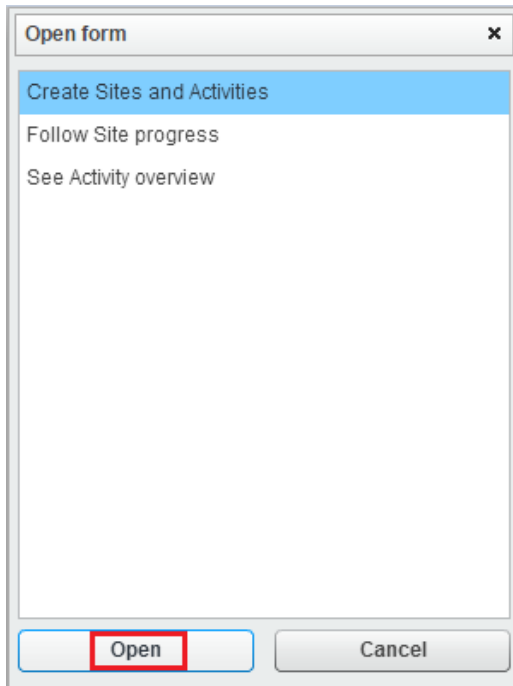 Open form
Create Sites and Activities
Follow Site progress
See Activity overview
Open
Cancel